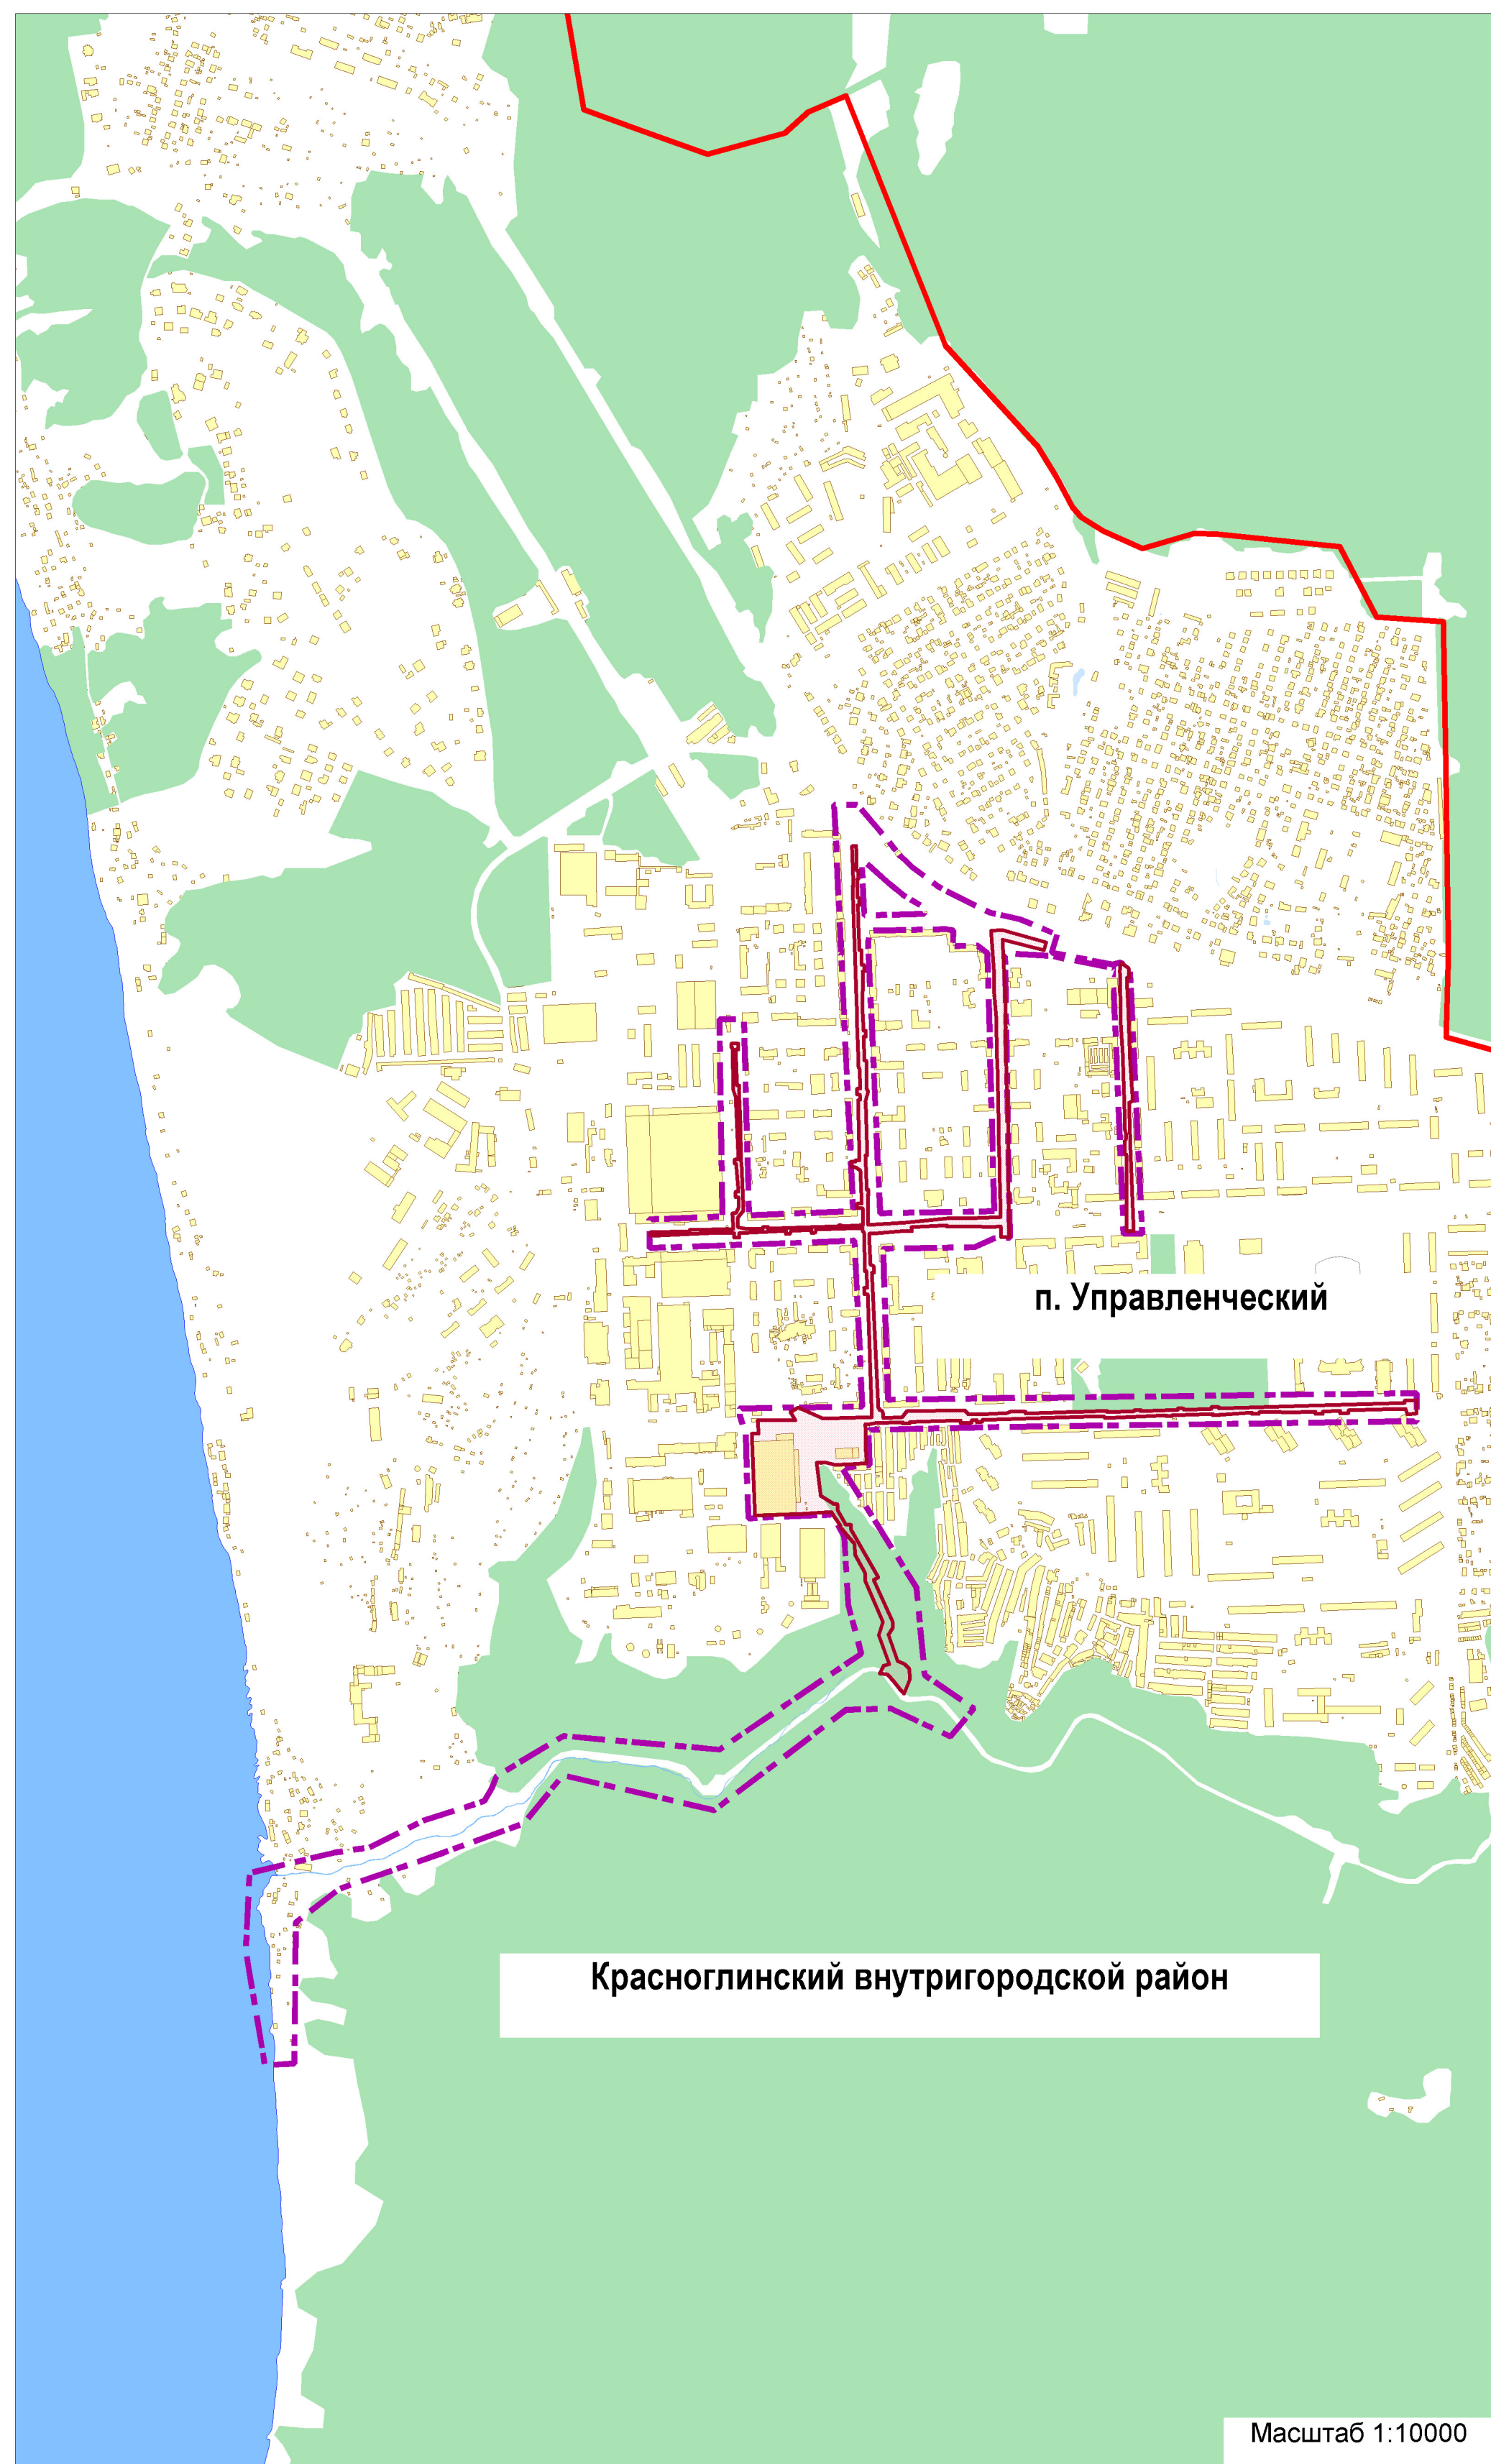 п. Управленческий
Красноглинский внутригородской район
Масштаб 1:10000